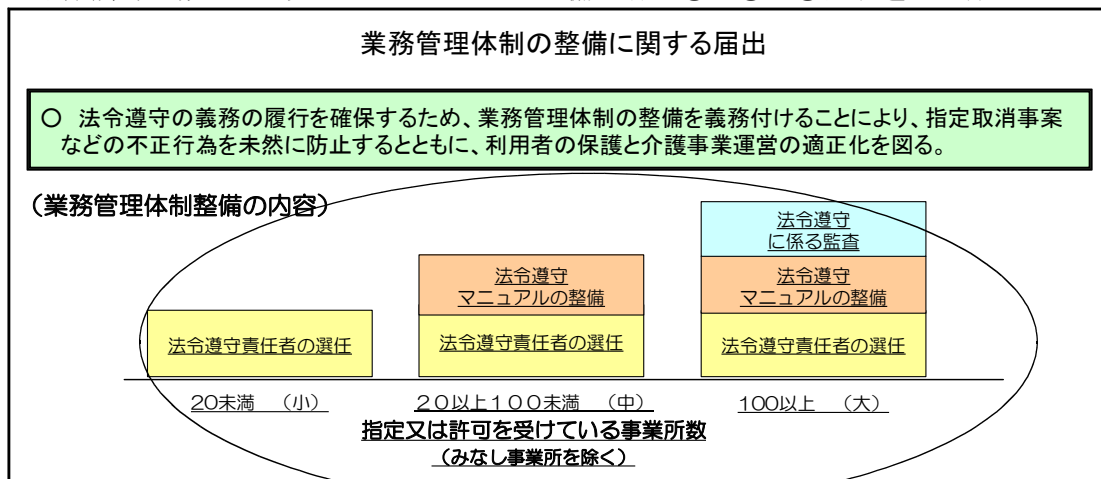 業務管理体制の整備に関する届出
○ 法令遵守の義務の履行を確保するため、業務管理体制の整備を義務付けることにより、指定取消事案
などの不正行為を未然に防止するとともに、利用者の保護と介護事業運営の適正化を図る。
（業務管理体制整備の内容）
法令遵守
に係る監査
法令遵守
マニュアルの整備
法令遵守
マニュアルの整備
法令遵守責任者の選任
法令遵守責任者の選任
法令遵守責任者の選任
20未満 （小）
２０以上１００未満 （中）
100以上 （大）
指定又は許可を受けている事業所数
（みなし事業所を除く）